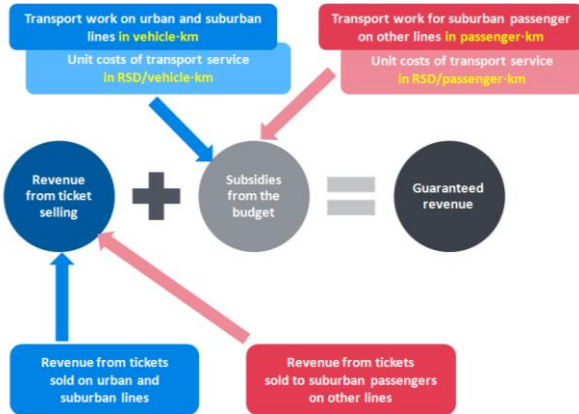 Transport work on urban and suburban
lines in vehicle·km
Unit costs of transport service
in RSD/vehicle·km
Transport work for suburban passenger
on other lines in passenger·km
Unit costs of transport service
in RSD/passenger·km
Revenue
from ticket
selling
Subsidies
from the
budget
Guaranteed
revenue
Revenue from tickets
sold on urban and
suburban lines
Revenue from tickets
sold to suburban passengers
on other lines